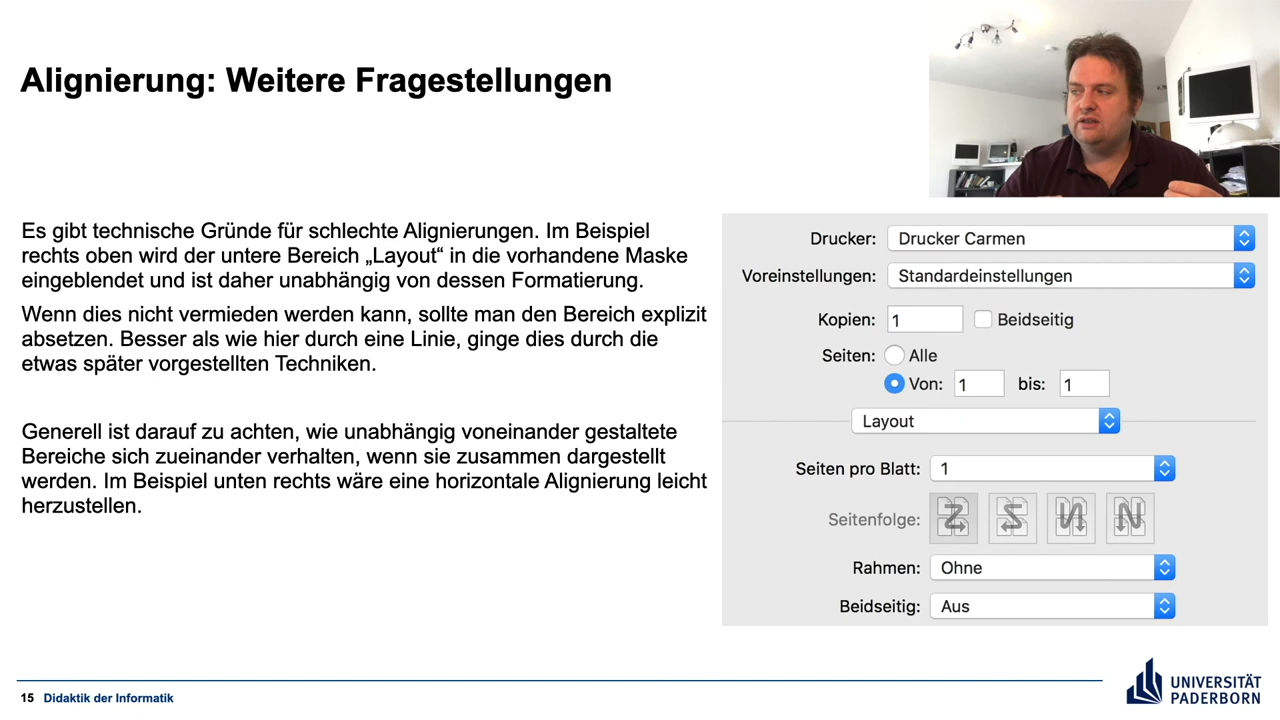 Alignierung: Weitere Fragestellungen
Es gibt technische Gründe für schlechte Alignierungen. Im Beispiel
rechts oben wird der untere Bereich „Layout“ in die vorhandene Maske
eingeblendet und ist daher unabhängig von dessen Formatierung.
Wenn dies nicht vermieden werden kann, sollte man den Bereich explizit
absetzen. Besser als wie hier durch eine Linie, ginge dies durch die
etwas später vorgestellten Techniken.
Generell ist darauf zu achten, wie unabhängig voneinander gestaltete
Bereiche sich zueinander verhalten, wenn sie zusammen dargestellt
werden. Im Beispiel unten rechts wäre eine horizontale Alignierung leicht
herzustellen.
Drucker: Drucker Carmen
Voreinstellungen: Standardeinstellungen
Kopien: 1 Beidseitig
Seiten: Alle
Von: 1 bis: 1
Layout
Seiten pro Blatt: 1
Seitenfolge:
Rahmen: Ohne
Beidseitig: Aus
15 Didaktik der Informatik
UNIVERSITÄT
PADERBORN